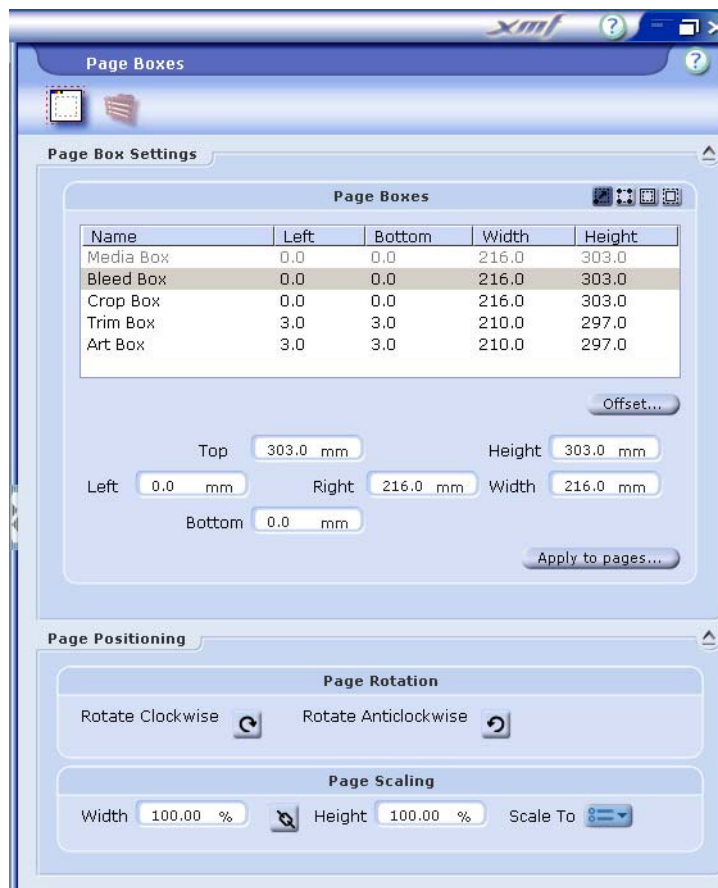 xmf ?
Page Boxes ?
Page Box Settings
Page Boxes
Name Left Bottom Width Height
Media Box 0.0 0.0 216.0 303.0
Bleed Box 0.0 0.0 216.0 303.0
Crop Box 0.0 0.0 216.0 303.0
Trim Box 3.0 3.0 210.0 297.0
Art Box 3.0 3.0 210.0 297.0
Offset...
Top 303.0 mm Height 303.0 mm
Left 0.0 mm Right 216.0 mm Width 216.0 mm
Bottom 0.0 mm
Apply to pages...
Page Positioning
Page Rotation
Rotate Clockwise Rotate Anticlockwise
Page Scaling
Width 100.00 % Height 100.00 % Scale To